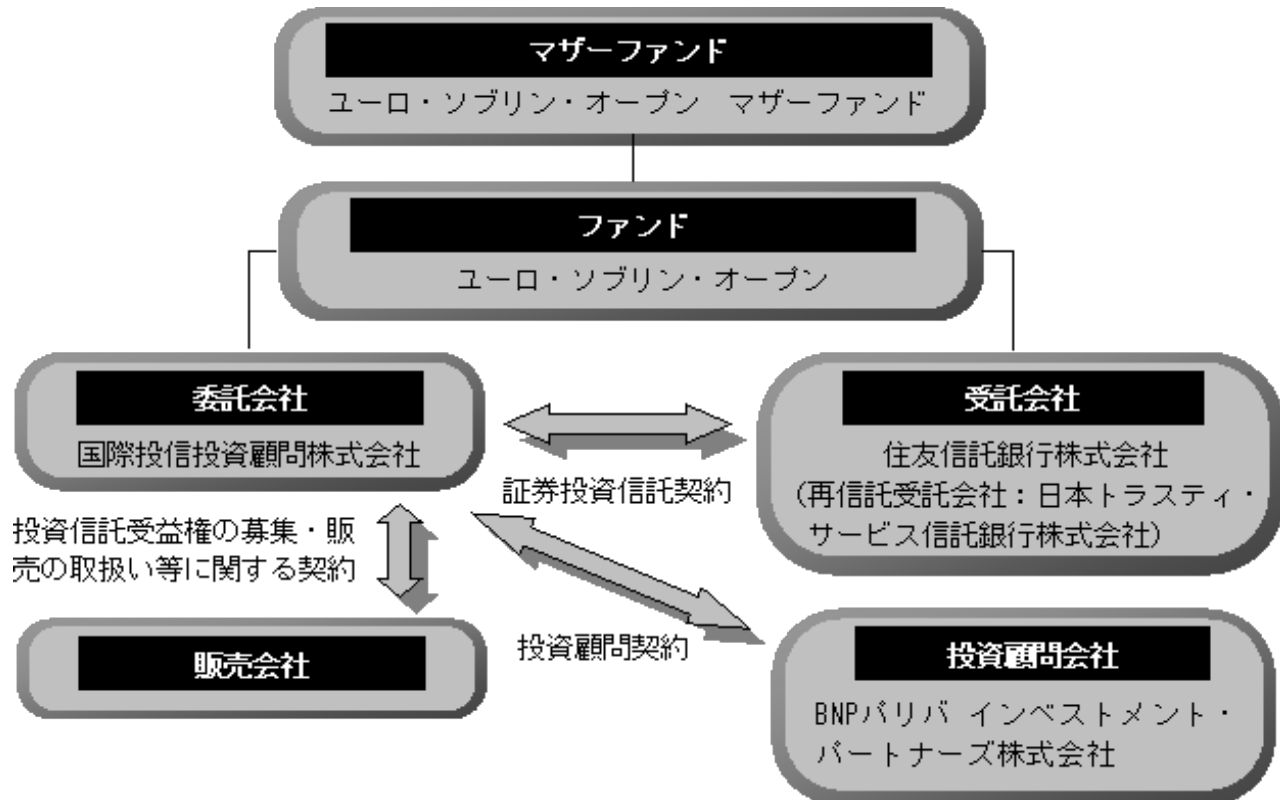 マザーファンド
ユーロ・ソブリン・オープン　マザーファンド
ファンド
ユーロ・ソブリン・オープン
委託会社
国際投信投資顧問株式会社
受託会社
住友信託銀行株式会社
(再信託受託会社：日本トラスティ・
サービス信託銀行株式会社)
証券投資信託契約
投資信託受益権の募集・販
売の取扱い等に関する契約
投資顧問契約
販売会社
投資顧問会社
BNPパリバ インベストメント・
パートナーズ株式会社